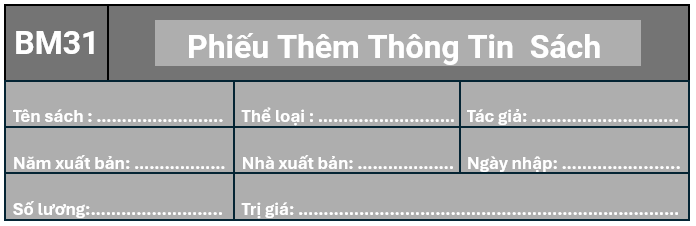 BM31 Phiếu Thêm Thông Tin Sách
Tên sách : ........................ Thể loại : .......................... Tác giả: ............................
Năm xuất bản: ................. Nhà xuất bản: .................. Ngày nhập: ......................
Số lương:......................... Trị giá: ........................................................................